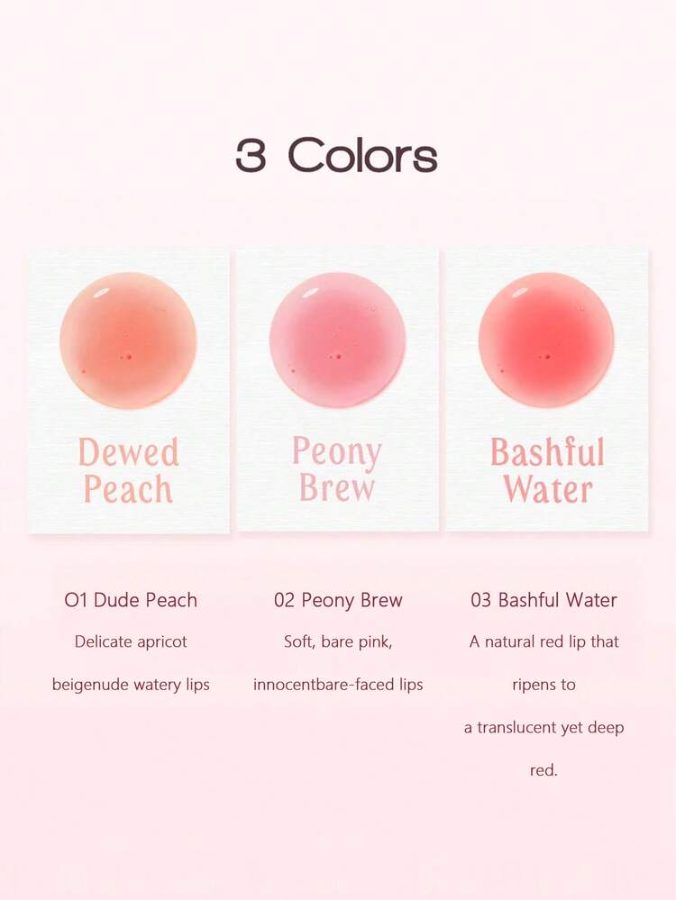 3 Colors
Dewed
Peach
Peony
Brew
Bashful
Water
O1 Dude Peach
Delicate apricot
beigenude watery lips
02 Peony Brew
Soft, bare pink,
innocentbare-faced lips
03 Bashful Water
A natural red lip that
ripens to
a translucent yet deep
red.